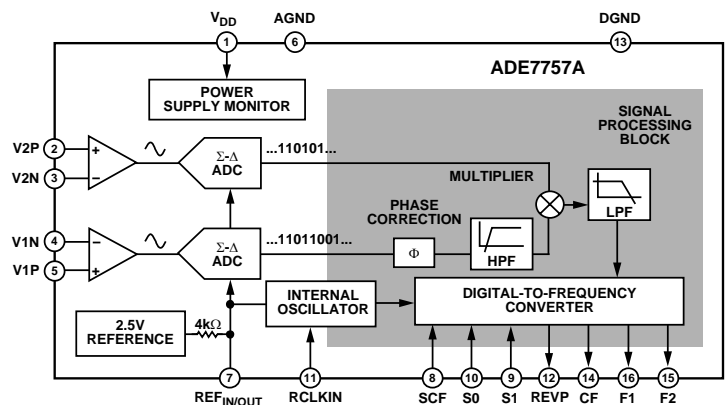 VDD
AGND
DGND
1
6
13
ADE7757A
POWER
SUPPLY MONITOR
SIGNAL
PROCESSING
BLOCK
V2P 2
+
V2N 3
–
Σ-Δ
ADC
...110101...
MULTIPLIER
LPF
PHASE
CORRECTION
V1N 4
–
V1P 5
+
Σ-Δ
ADC
...11011001...
Φ
HPF
INTERNAL
OSCILLATOR
DIGITAL-TO-FREQUENCY
CONVERTER
2.5V
REFERENCE
4kΩ
7
11
8
10
9
12
14
16
15
REFIN/OUT
RCLKIN
SCF
S0
S1
REVP
CF
F1
F2